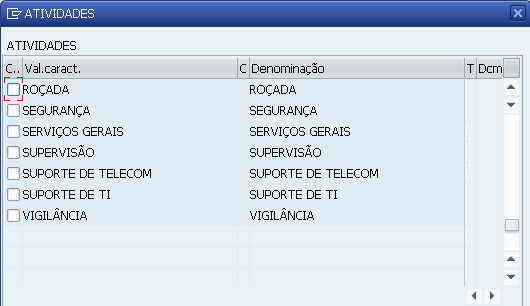 ATIVIDADES
ATIVIDADES
C.. Val.caract. C Denominação T Dcm
ROÇADA ROÇADA
SEGURANÇA SEGURANÇA
SERVIÇOS GERAIS SERVIÇOS GERAIS
SUPERVISÃO SUPERVISÃO
SUPORTE DE TELECOM SUPORTE DE TELECOM
SUPORTE DE TI SUPORTE DE TI
VIGILÂNCIA VIGILÂNCIA